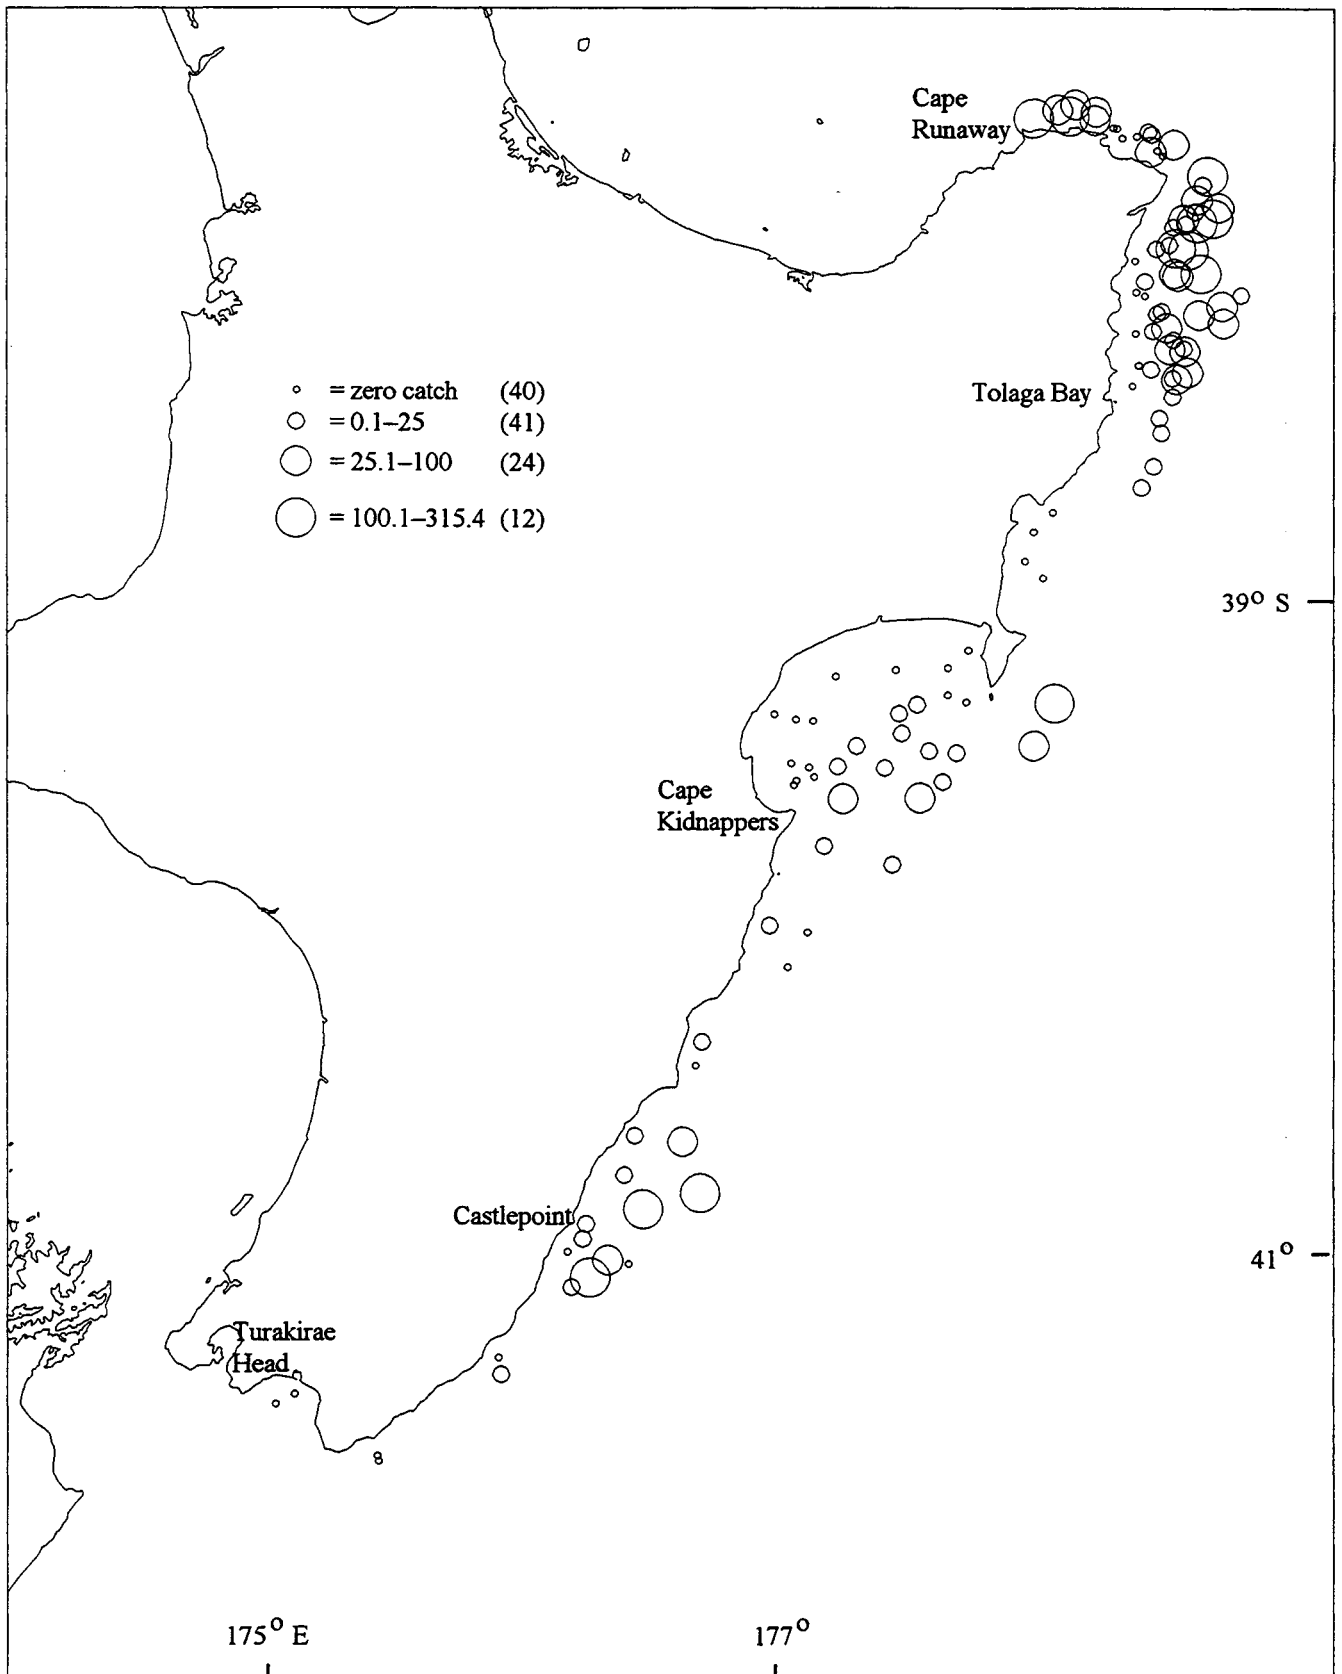 Cape
Runaway
= zero catch (40)
= 0.1–25 (41)
Tolaga Bay
= 25.1–100 (24)
= 100.1–315.4 (12)
39° S
Cape
Kidnappers
Castlepoint
41°
Turakirae
Head
175° E
177°